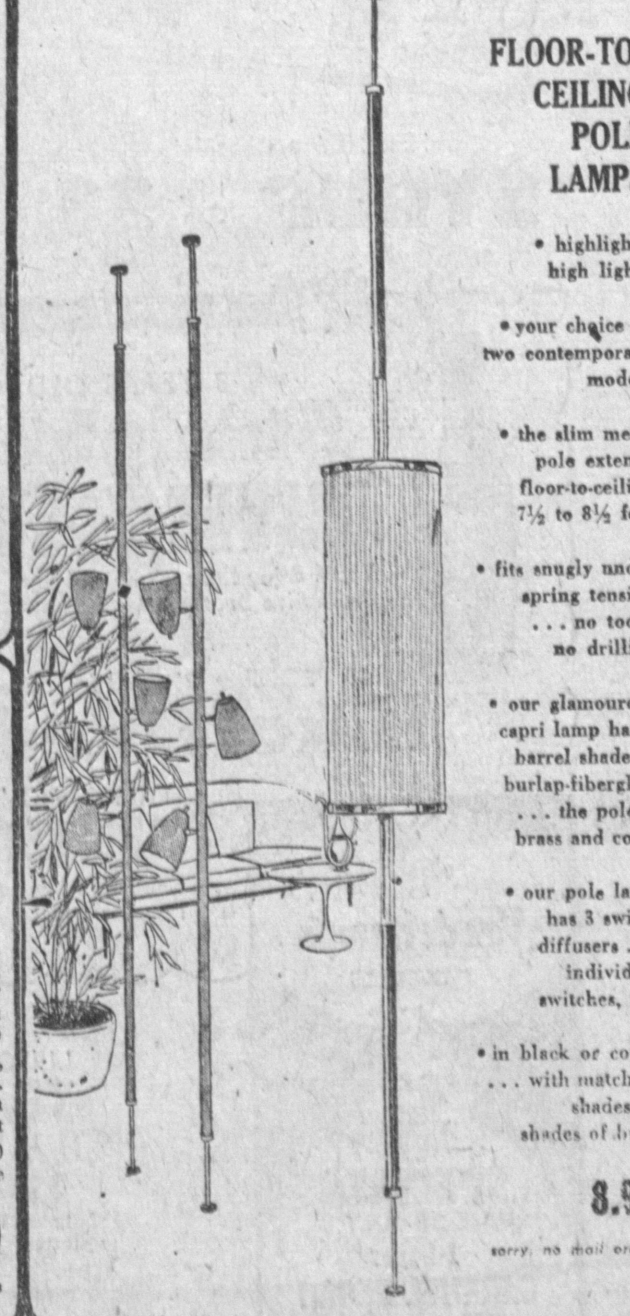 FLOOR-TO
CEILING
POL
LAMP
• highligh
high ligh
• your choice
two contempora
mode
• the slim me
pole exten
floor-to-ceili
7½ to 8½ f
• fits snugly und
spring tensi
... no too
no drilli
• our glamour
capri lamp ha
barrel shade
burlap-fibergl
... the pole
brass and co
• our pole la
has 3 swi
diffusers .
individ
switches,
• in black or co
... with match
shades
shades of b
8.9
sorry, no mail or